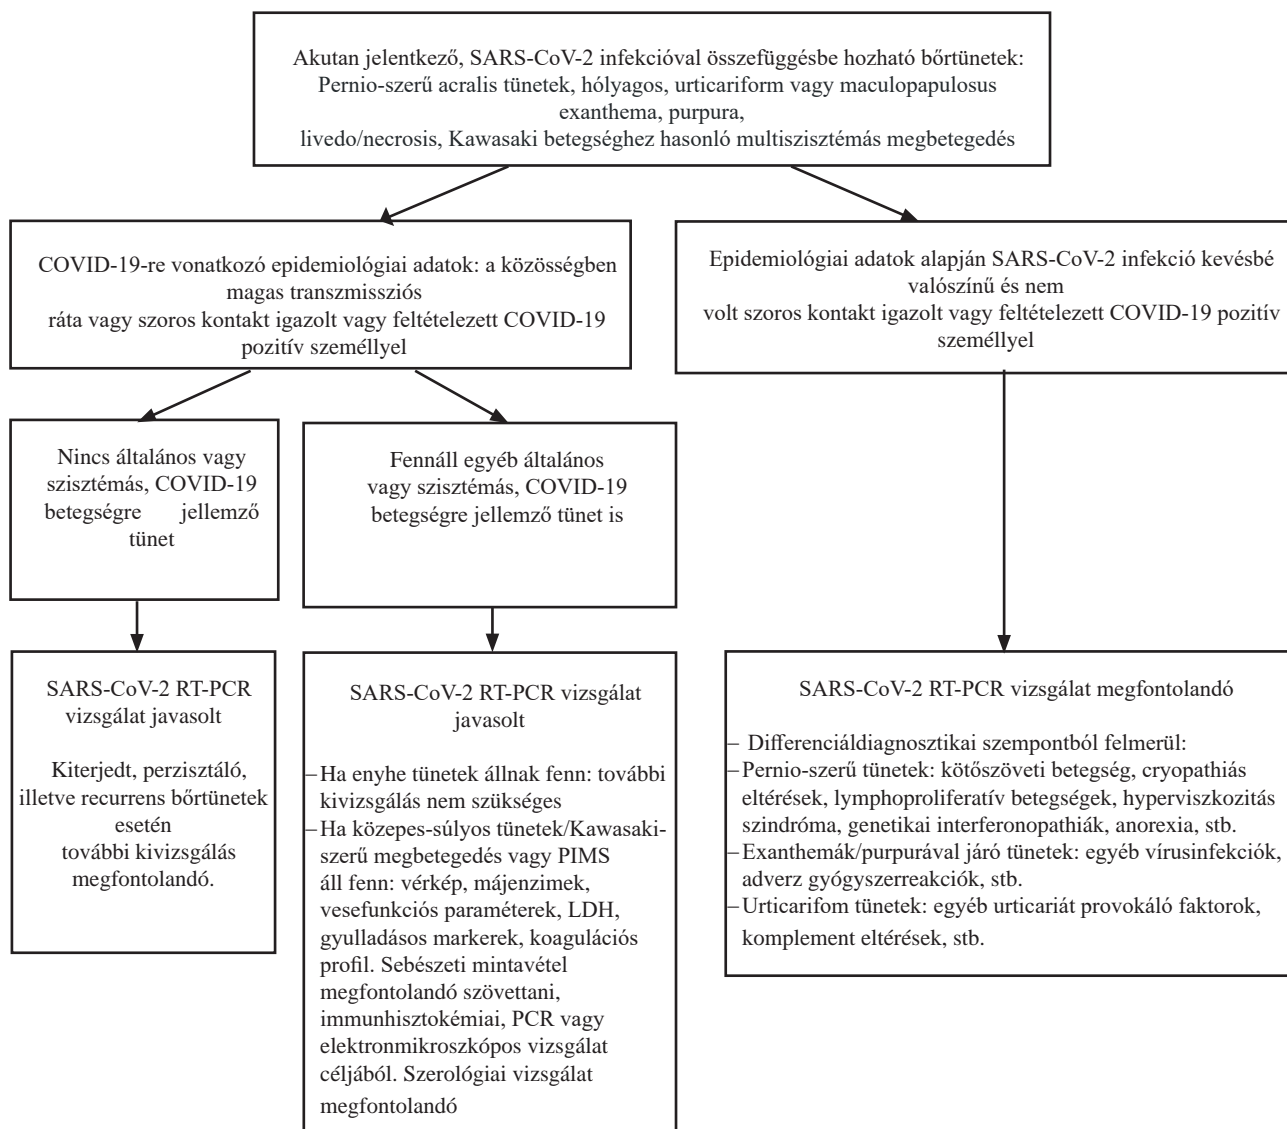 Akutan jelentkező, SARS-CoV-2 infekcióval összefüggésbe hozható bőrtünetek:
Pernio-szerű acralis tünetek, hólyagos, urticariform vagy maculopapulosus
exanthema, purpura,
livedo/necrosis, Kawasaki betegséghez hasonló multiszisztémás megbetegedés
COVID-19-re vonatkozó epidemiológiai adatok: a közösségben
magas transzmissziós
ráta vagy szoros kontakt igazolt vagy feltételezett COVID-19
pozitív személlyel
Epidemiológiai adatok alapján SARS-CoV-2 infekció kevésbé
valószínű és nem
volt szoros kontakt igazolt vagy feltételezett COVID-19 pozitív
személlyel
Nincs általános vagy
szisztémás, COVID-19
betegségre jellemző
tünet
Fennáll egyéb általános
vagy szisztémás, COVID-19
betegségre jellemző tünet is
SARS-CoV-2 RT-PCR
vizsgálat javasolt
Kiterjedt, perzisztáló,
illetve recurrens bőrtünetek
esetén
további kivizsgálás
megfontolandó.
SARS-CoV-2 RT-PCR vizsgálat
javasolt
– Ha enyhe tünetek állnak fenn: további
kivizsgálás nem szükséges
– Ha közepes-súlyos tünetek/Kawasaki-
szerű megbetegedés vagy PIMS
áll fenn: vérkép, májenzimek,
vesefunkciós paraméterek, LDH,
gyulladásos markerek, koagulációs
profil. Sebészeti mintavétel
megfontolandó szövettani,
immunhisztokémiai, PCR vagy
elektronmikroszkópos vizsgálat
céljából. Szerológiai vizsgálat
megfontolandó
SARS-CoV-2 RT-PCR vizsgálat megfontolandó
– Differenciáldiagnosztikai szempontból felmerül:
– Pernio-szerű tünetek: kötőszöveti betegség, cryopathiás
eltérések, lymphoproliferatív betegségek, hyperviszkozitás
szindróma, genetikai interferonopathiák, anorexia, stb.
– Exanthemák/purpurával járó tünetek: egyéb vírusinfekciók,
adverz gyógyszerreakciók, stb.
– Urticarifom tünetek: egyéb urticariát provokáló faktorok,
komplement eltérések, stb.